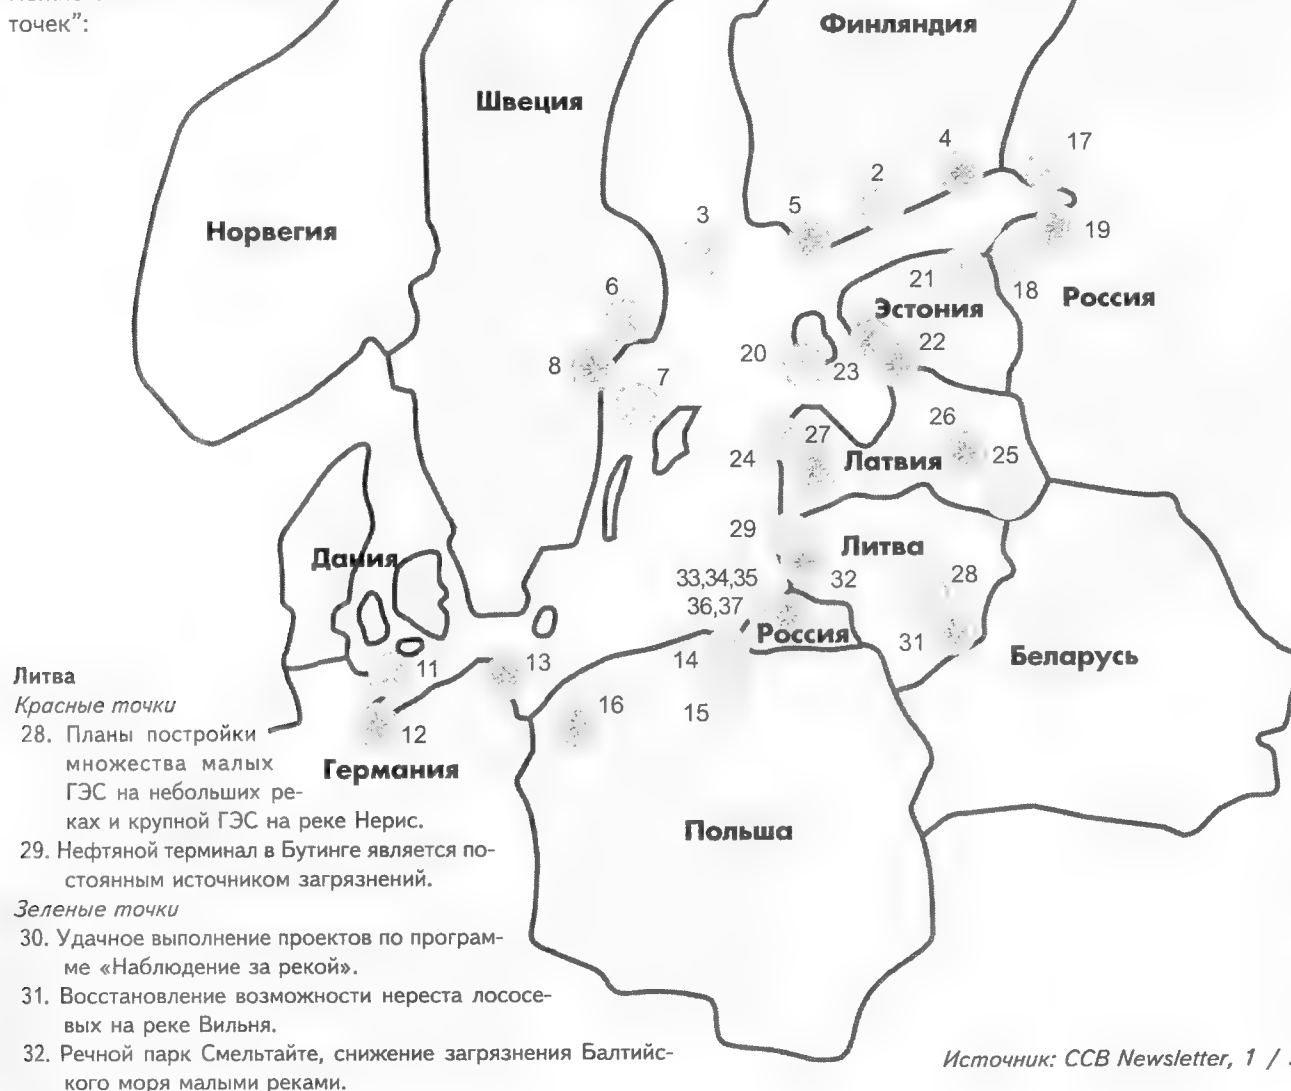 точек”:
Финляндия
Швеция
4
17
2
3
5
Норвегия
19
21
18
Россия
6
Эстония
20
22
8
23
7
26
27
24
Латвия
25
29
Литва
Дания
33,34,35
32
28
36,37
Россия
31
Беларусь
11
13
14
16
15
12
Германия
Польша
Литва
Красные точки
28. Планы постройки
множества малых
ГЭС на небольших ре-
ках и крупной ГЭС на реке Нерис.
29. Нефтяной терминал в Бутинге является по-
стоянным источником загрязнений.
Зеленые точки
30. Удачное выполнение проектов по програм-
ме «Наблюдение за рекой».
31. Восстановление возможности нереста лососе-
вых на реке Вильня.
32. Речной парк Смельтайте, снижение загрязнения Балтийс-
кого моря малыми реками.
Источник: CCB Newsletter, 1 /